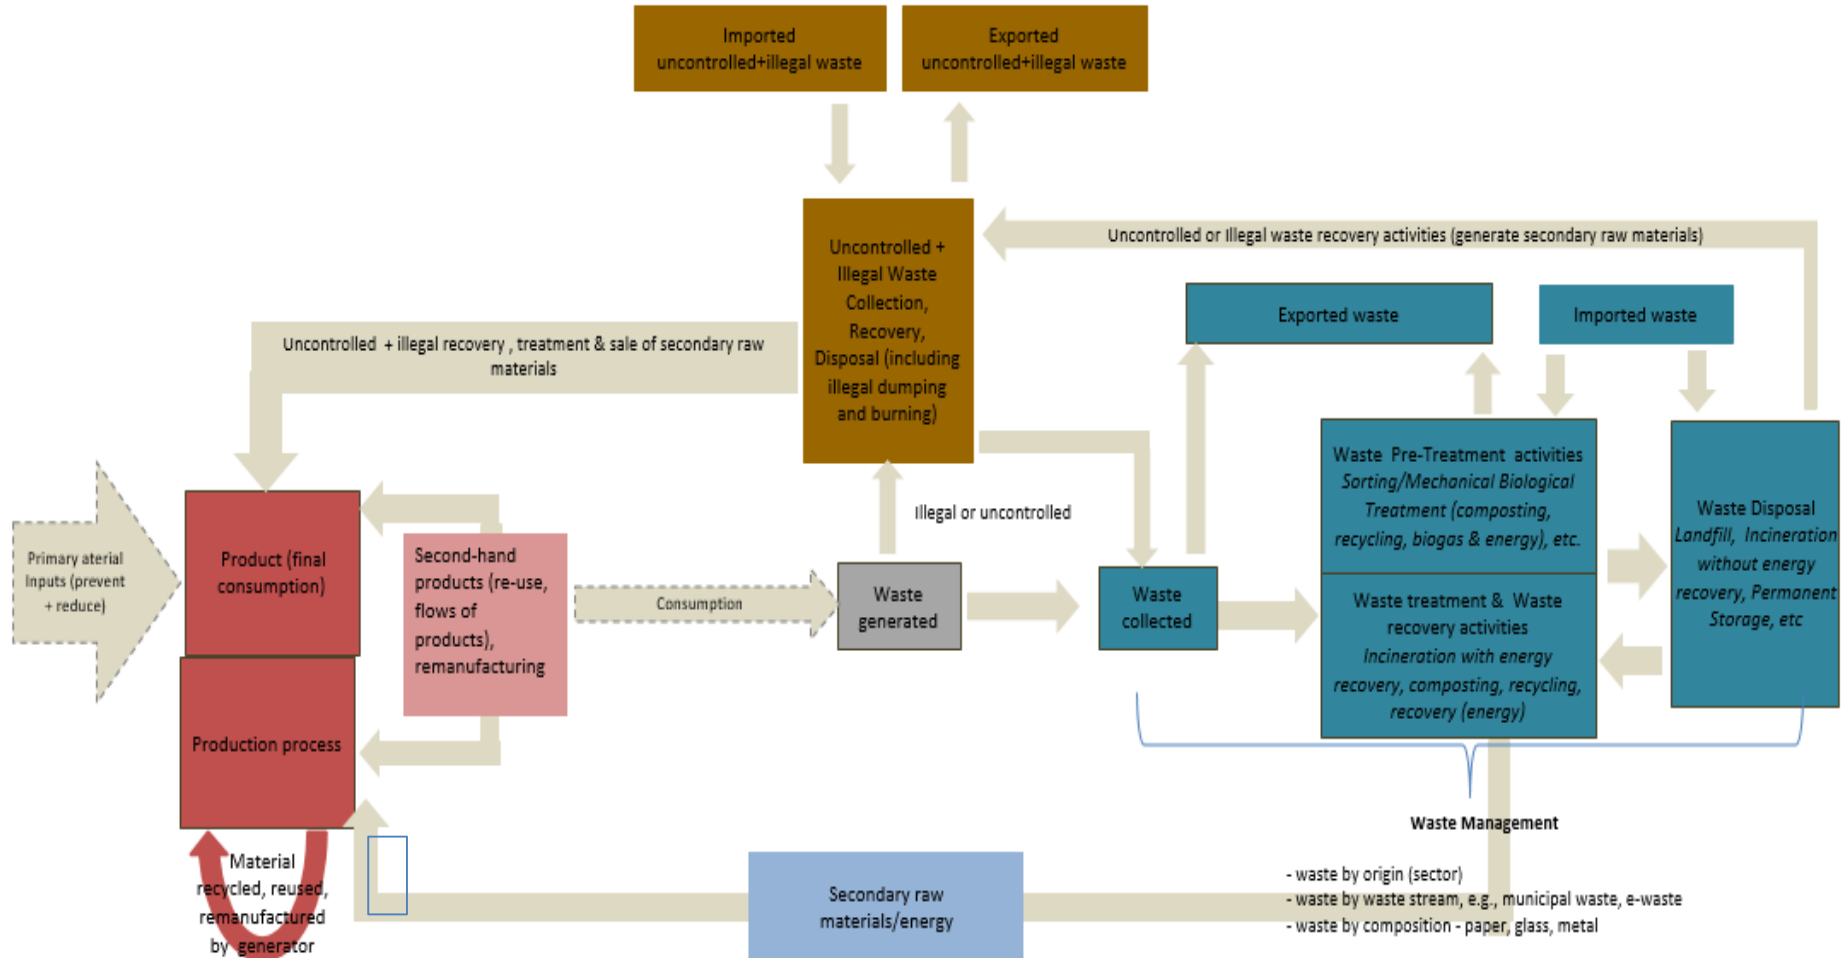 Imported
uncontrolled+illegal waste
Exported
uncontrolled+illegal waste
Uncontrolled +
Illegal Waste
Collection,
Recovery,
Disposal (including
illegal dumping
and burning)
Uncontrolled or Illegal waste recovery activities (generate secondary raw materials)
Exported waste
Imported waste
Uncontrolled + illegal recovery , treatment & sale of secondary raw
materials
Primary aterial
Inputs (prevent
+ reduce)
Product (final
consumption)
Production process
Second-hand
products (re-use,
flows of
products),
remanufacturing
Consumption
Illegal or uncontrolled
Waste
generated
Waste
collected
Waste Pre-Treatment activities
Sorting/Mechanical Biological
Treatment (composting,
recycling, biogas & energy), etc.
Waste treatment & Waste
recovery activities
Incineration with energy
recovery, composting, recycling,
recovery (energy)
Waste Disposal
Landfill, Incineration
without energy
recovery, Permanent
Storage, etc
Waste Management
Material
recycled, reused,
remanufactured
by generator
Secondary raw
materials/energy
- waste by origin (sector)
- waste by waste stream, e.g., municipal waste, e-waste
- waste by composition - paper, glass, metal